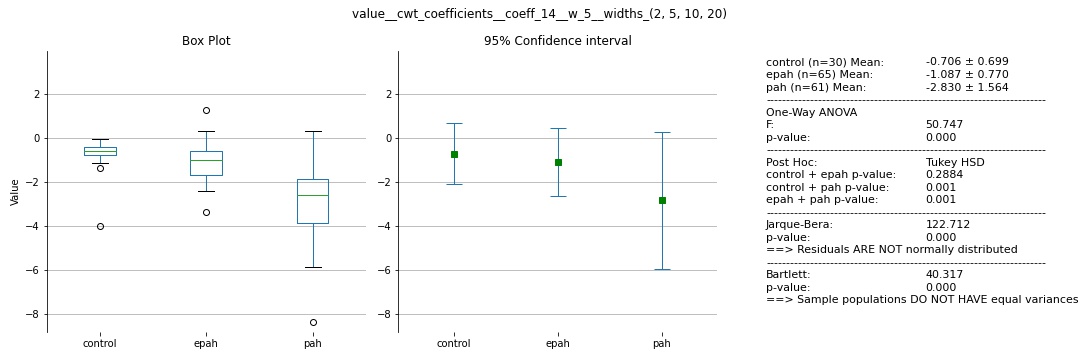 value__cwt_coefficients__coeff_14__w_5__widths_(2, 5, 10, 20)
Box Plot
Value
2
0
−2
−4
−6
−8
control epah pah
95% Confidence interval
2
0
−2
−4
−6
−8
control epah pah
control (n=30) Mean: -0.706 ± 0.699
epah (n=65) Mean: -1.087 ± 0.770
pah (n=61) Mean: -2.830 ± 1.564
One-Way ANOVA
F: 50.747
p-value: 0.000
Post Hoc: Tukey HSD
control + epah p-value: 0.2884
control + pah p-value: 0.001
epah + pah p-value: 0.001
Jarque-Bera: 122.712
p-value: 0.000
==> Residuals ARE NOT normally distributed
Bartlett: 40.317
p-value: 0.000
==> Sample populations DO NOT HAVE equal variances